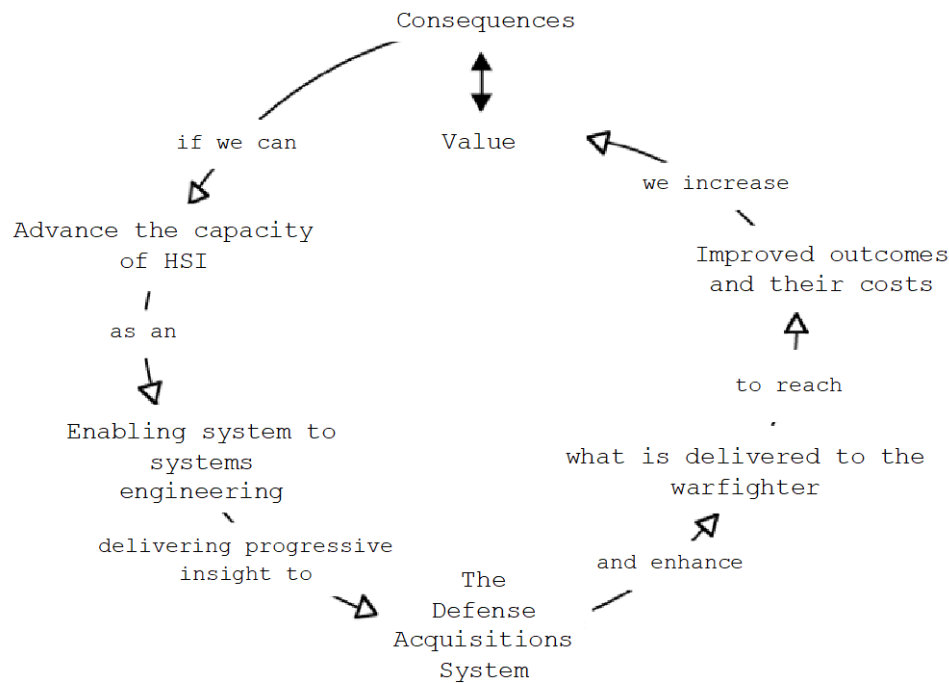 Consequences
if we can
Value
we increase
Advance the capacity
of HSI
Improved outcomes
and their costs
as an
to reach
Enabling system to
systems
engineering
what is delivered to the
warfighter
delivering progressive
insight to
and enhance
The
Defense
Acquisitions
System